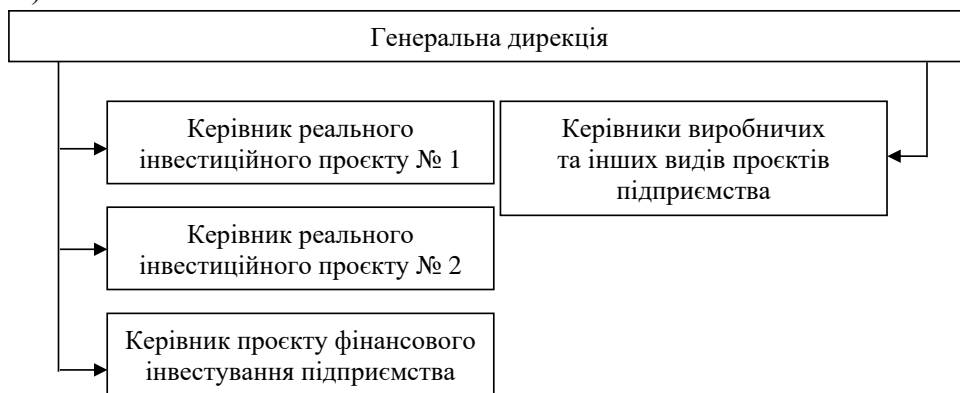 )
Генеральна дирекція
Керівник реального
інвестиційного проєкту № 1
Керівники виробничих
та інших видів проєктів
підприємства
Керівник реального
інвестиційного проєкту № 2
Керівник проєкту фінансового
інвестування підприємства